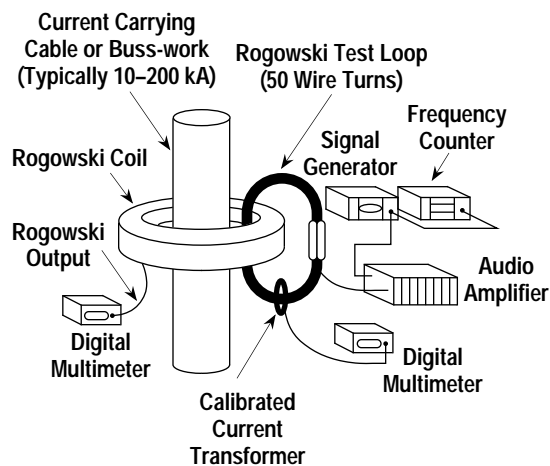 Current Carrying
Cable or Buss-work
(Typically 10–200 kA)
Rogowski Test Loop
(50 Wire Turns)
Frequency
Counter
Signal
Generator
Rogowski Coil
Rogowski
Output
Audio
Amplifier
Digital
Multimeter
Digital
Multimeter
Calibrated
Current
Transformer